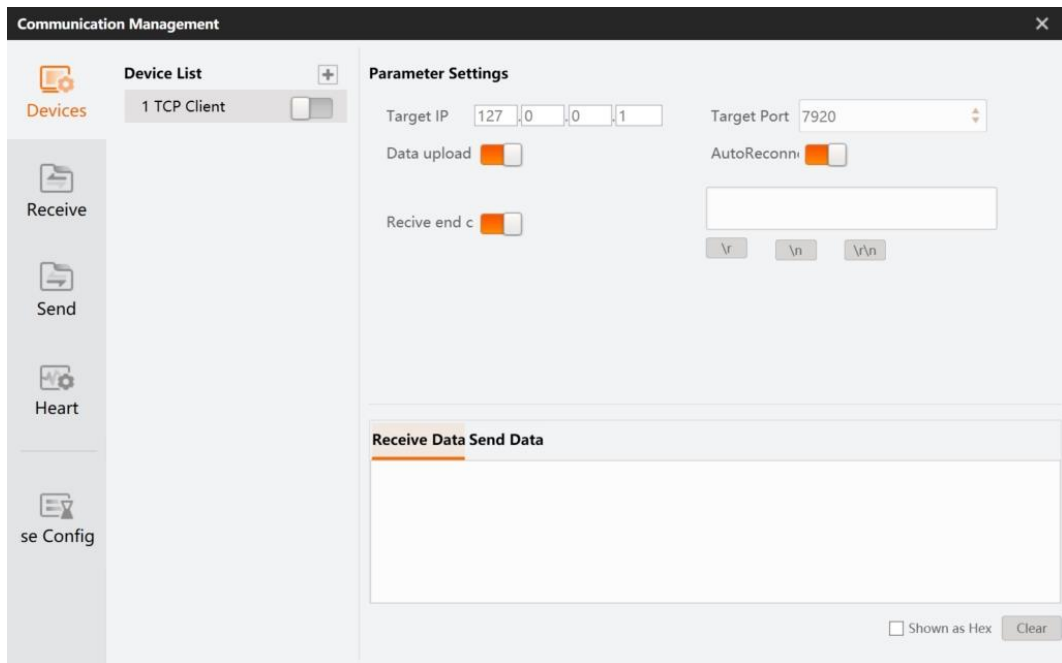 Communication Management
Devices
Receive
Send
Heart
se Config
Device List
1 TCP Client
Parameter Settings
Target IP 127 .0 .0 .1 Target Port 7920
Data upload AutoReconn
Recive end c
\r \n \r\n
Receive Data Send Data
Shown as Hex Clear